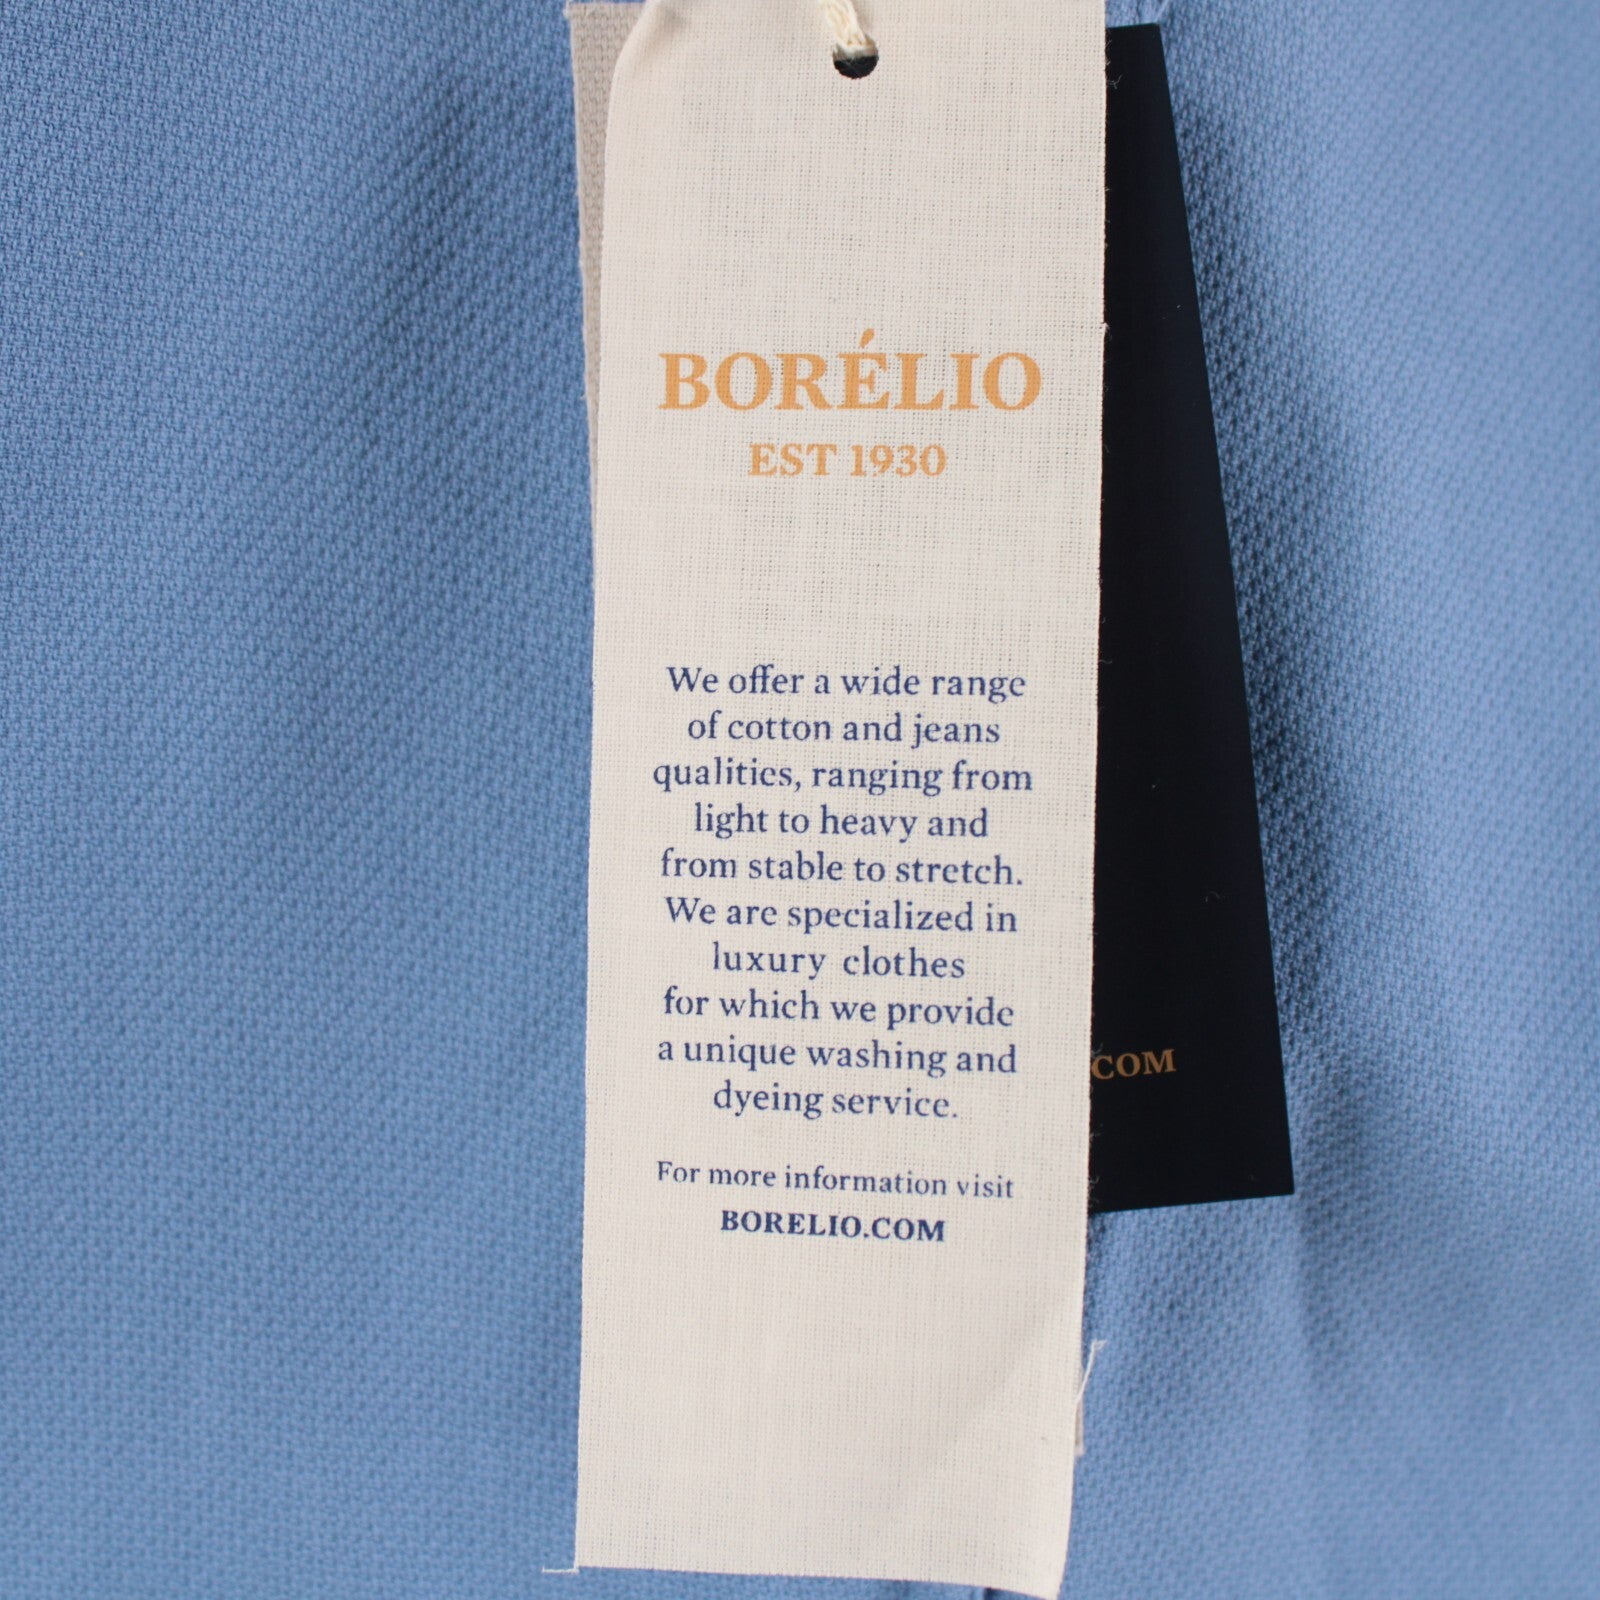 BORÉLIO
EST 1930
We offer a wide range
of cotton and jeans
qualities, ranging from
light to heavy and
from stable to stretch.
We are specialized in
luxury clothes
for which we provide
a unique washing and
dyeing service.
For more information visit
BORELIO.COM
.COM